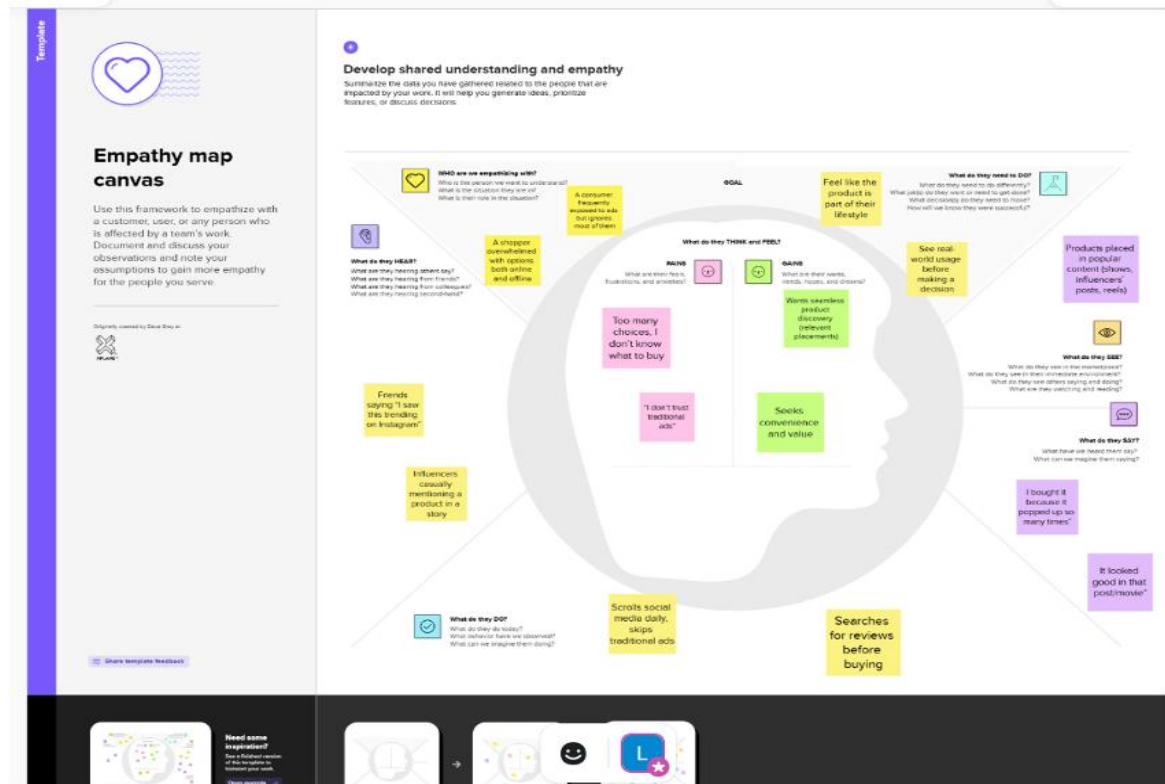 Template
Empathy map
canvas
Use this framework to empathize with
a customer, user, or any person who
is affected by a team's work.
Document and discuss your
observations and note your
assumptions to gain more empathy
for the people you serve.
Originally created by Dave Gray at
XPLANE
Share template feedback
Develop shared understanding and empathy
Summarize the data you have gathered related to the people that are
impacted by your work. It will help you generate ideas, prioritize
features, or discuss decisions.
WHO are we empathizing with?
Who is the person we want to understand?
What is the situation they are in?
What is their role in the situation?
A consumer
frequently
exposed to ads
but ignores
most of them
A shopper
overwhelmed
with options
both online
and offline
GOAL
Feel like the
product is
part of their
lifestyle
What do they need to DO?
What do they need to do differently?
What job(s) do they want or need to get done?
What decision(s) do they need to make?
How will we know they were successful?
See real-
world usage
before
making a
decision
Products placed
in popular
content (shows,
influencers'
posts, reels)
What do they HEAR?
What are they hearing others say?
What are they hearing from friends?
What are they hearing from colleagues?
What are they hearing second-hand?
What do they THINK and FEEL?
PAINS
What are their fears,
frustrations, and anxieties?
GAINS
What are their wants,
needs, hopes, and dreams?
Too many
choices, I
don't know
what to buy
Wants seamless
product
discovery
(relevant
placements)
"I don't trust
traditional
ads"
Seeks
convenience
and value
What do they SEE?
What do they see in the marketplace?
What do they see in their immediate environment?
What do they see others saying and doing?
What are they watching and reading?
Friends
saying "I saw
this trending
on Instagram"
Influencers
casually
mentioning a
product in a
story
What do they SAY?
What have we heard them say?
What can we imagine them saying?
I bought it
because it
popped up so
many times"
It looked
good in that
post/movie"
What do they DO?
What do they do today?
What behavior have we observed?
What can we imagine them doing?
Scrolls social
media daily,
skips
traditional ads
Searches
for reviews
before
buying
Need some
inspiration?
See a finished version
of this template to
kickstart your work.
Open example
L